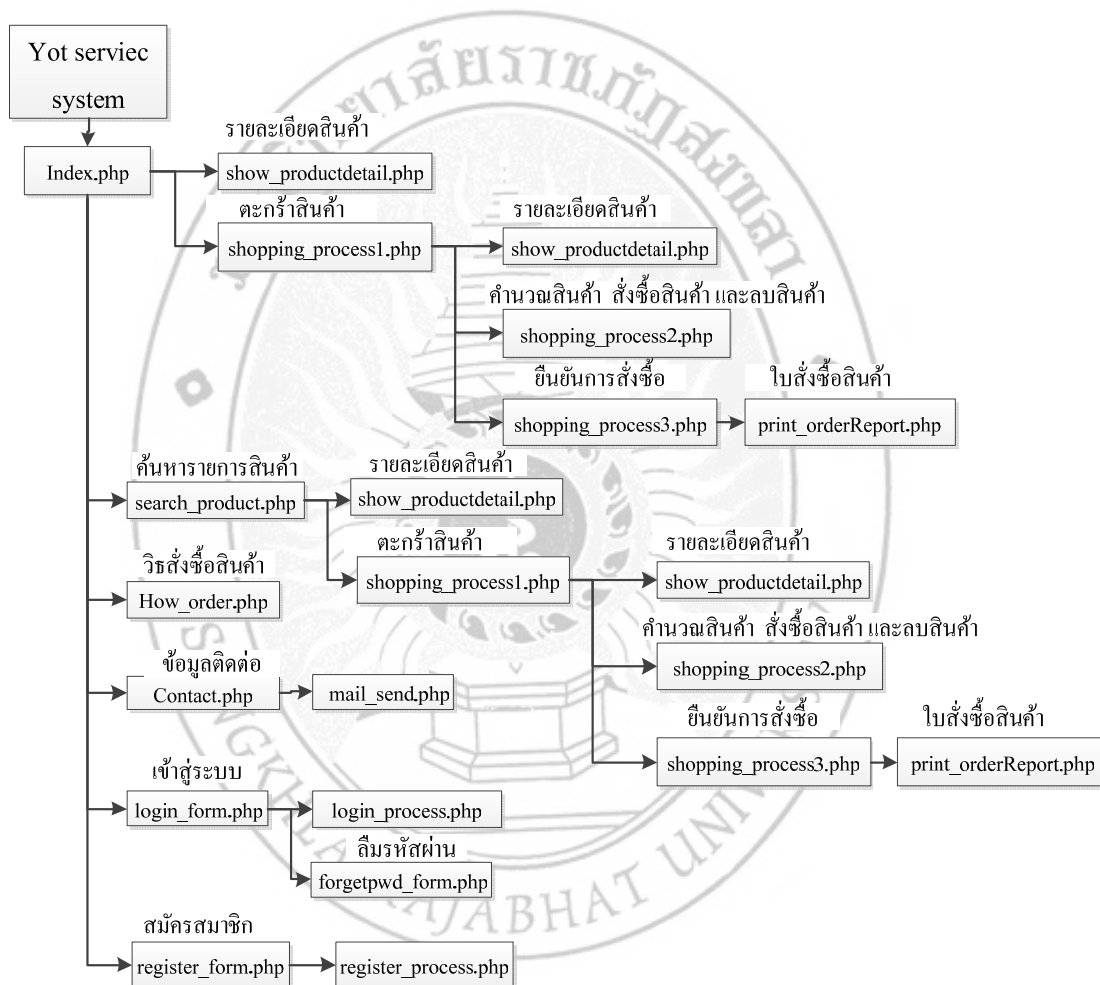 Yot serviec
system
Index.php
รายละเอียดสินค้า
show_productdetail.php
ตะกร้าสินค้า
shopping_process1.php
รายละเอียดสินค้า
show_productdetail.php
คำนวณสินค้า สั่งซื้อสินค้า และลบสินค้า
shopping_process2.php
ยืนยันการสั่งซื้อ
shopping_process3.php
ใบสั่งซื้อสินค้า
print_orderReport.php
ค้นหารายการสินค้า
search_product.php
รายละเอียดสินค้า
show_productdetail.php
ตะกร้าสินค้า
shopping_process1.php
รายละเอียดสินค้า
show_productdetail.php
คำนวณสินค้า สั่งซื้อสินค้า และลบสินค้า
shopping_process2.php
ยืนยันการสั่งซื้อ
shopping_process3.php
ใบสั่งซื้อสินค้า
print_orderReport.php
วิธสั่งซื้อสินค้า
How_order.php
ข้อมูลติดต่อ
Contact.php
mail_send.php
เข้าสู่ระบบ
login_form.php
login_process.php
ลืมรหัสผ่าน
forgetpwd_form.php
สมัครสมาชิก
register_form.php
register_process.php